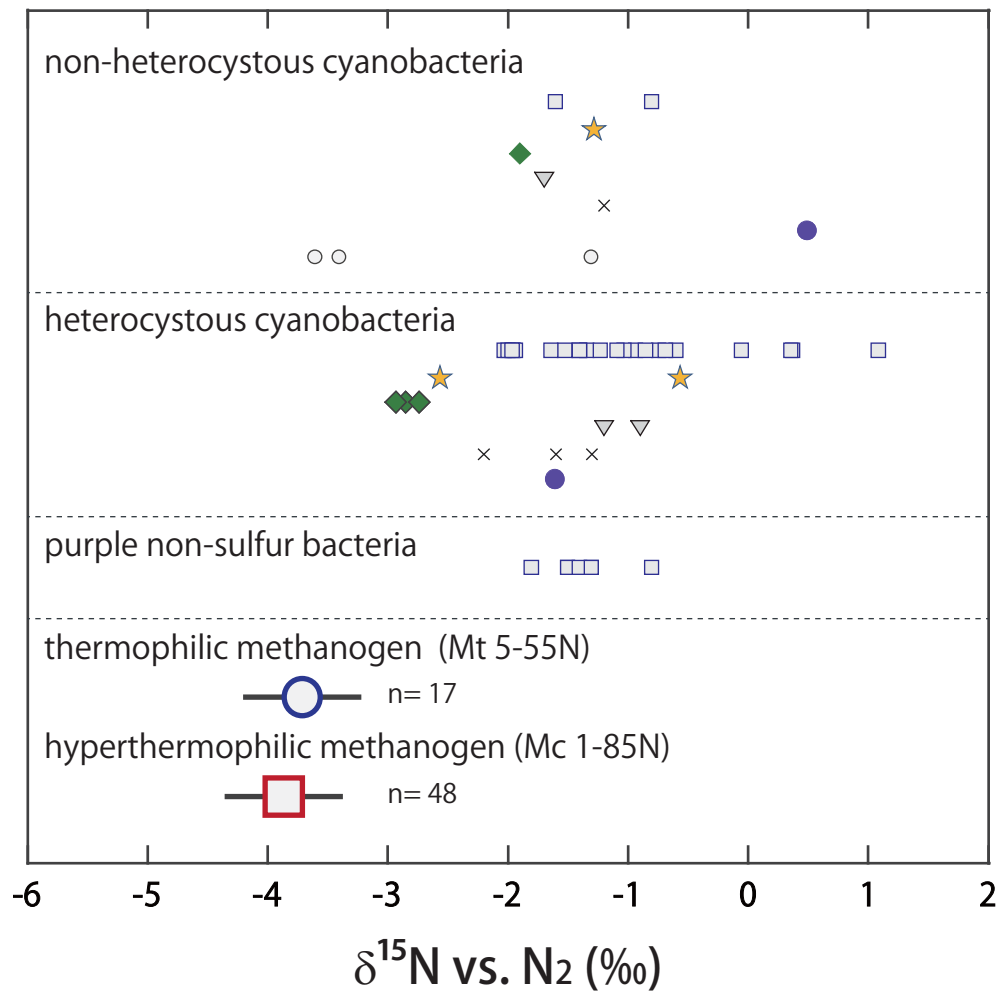 non-heterocystous cyanobacteria
heterocystous cyanobacteria
purple non-sulfur bacteria
thermophilic methanogen (Mt 5-55N)
n= 17
hyperthermophilic methanogen (Mc 1-85N)
n= 48
-6 -5 -4 -3 -2 -1 0 1 2
δ¹⁵N vs. N₂ (‰)